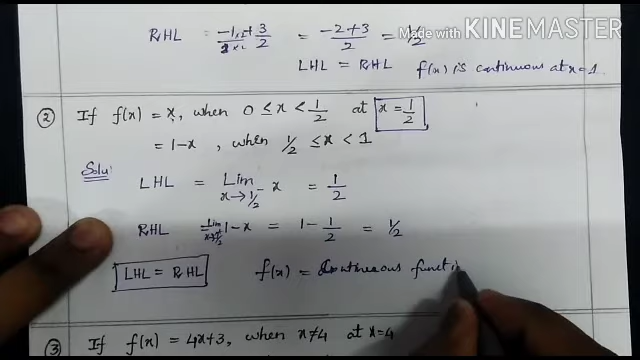 RHL = -1×2/1×2 + 3/2 = -2+3/2 = 1/2
Made with KINEMASTER
LHL = RHL f(x) is continuous at x=1.
② If f(x) = x, when 0 ≤ x < 1/2 at x = 1/2
= 1-x, when 1/2 ≤ x < 1
Solu:
LHL = Lim x→1/2⁻ x = 1/2
RHL = Lim 1-x = 1 - 1/2 = 1/2
LHL = RHL f(x) = Continuous functi
③ If f(x) = 4x+3, when x≠4 at x=4